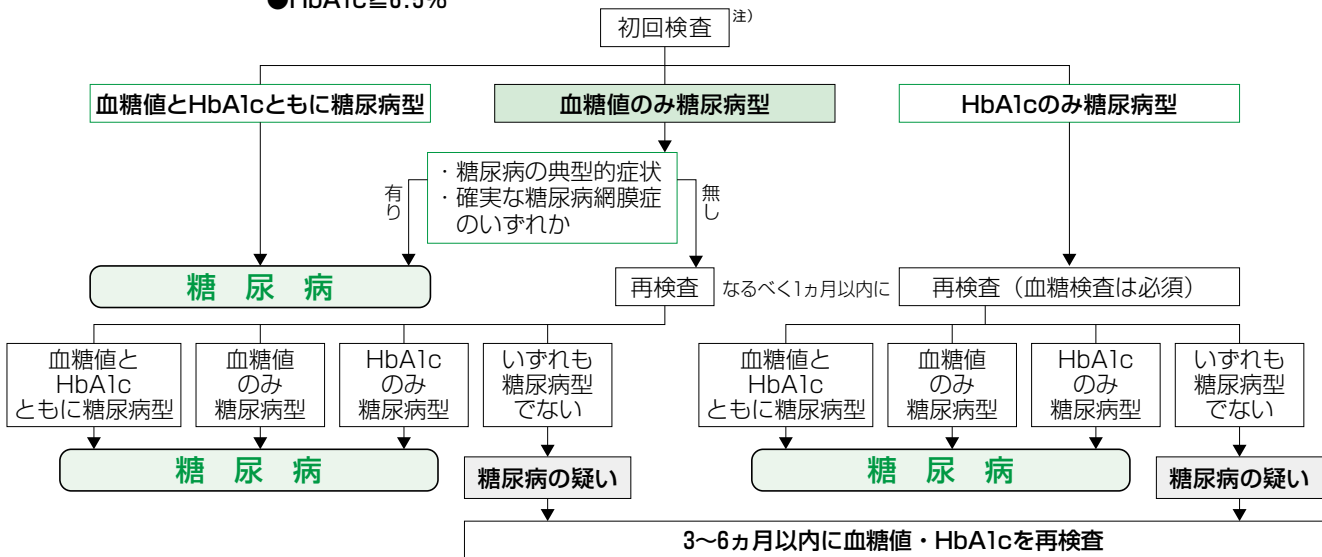 ●HbA1c≧6.5%
初回検査 注)
血糖値とHbA1cともに糖尿病型
血糖値のみ糖尿病型
HbA1cのみ糖尿病型
・糖尿病の典型的症状
・確実な糖尿病網膜症
のいずれか
有り
無し
糖 尿 病
再検査
なるべく1ヵ月以内に
再検査（血糖検査は必須）
血糖値と
HbA1c
ともに糖尿病型
血糖値
のみ
糖尿病型
HbA1c
のみ
糖尿病型
いずれも
糖尿病型
でない
血糖値と
HbA1c
ともに糖尿病型
血糖値
のみ
糖尿病型
HbA1c
のみ
糖尿病型
いずれも
糖尿病型
でない
糖 尿 病
糖尿病の疑い
糖 尿 病
糖尿病の疑い
3〜6ヵ月以内に血糖値・HbA1cを再検査